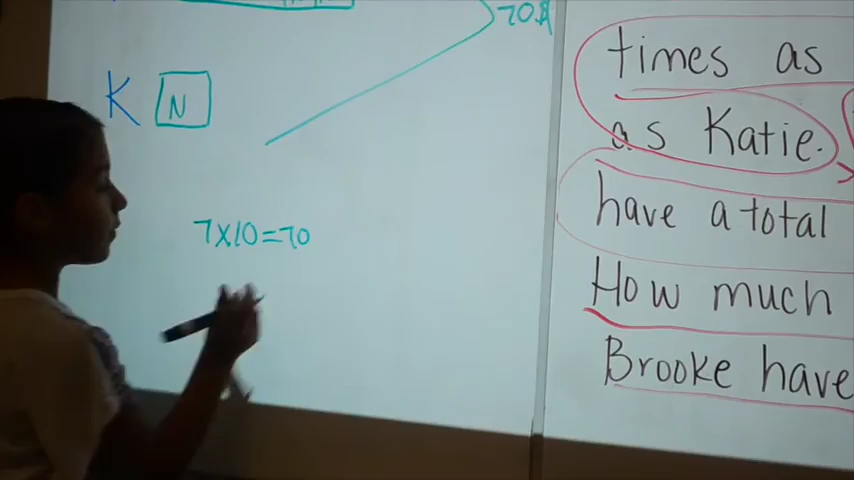 70$
K N
7x10=70
times as
as Katie.
have a total
How much
Brooke have